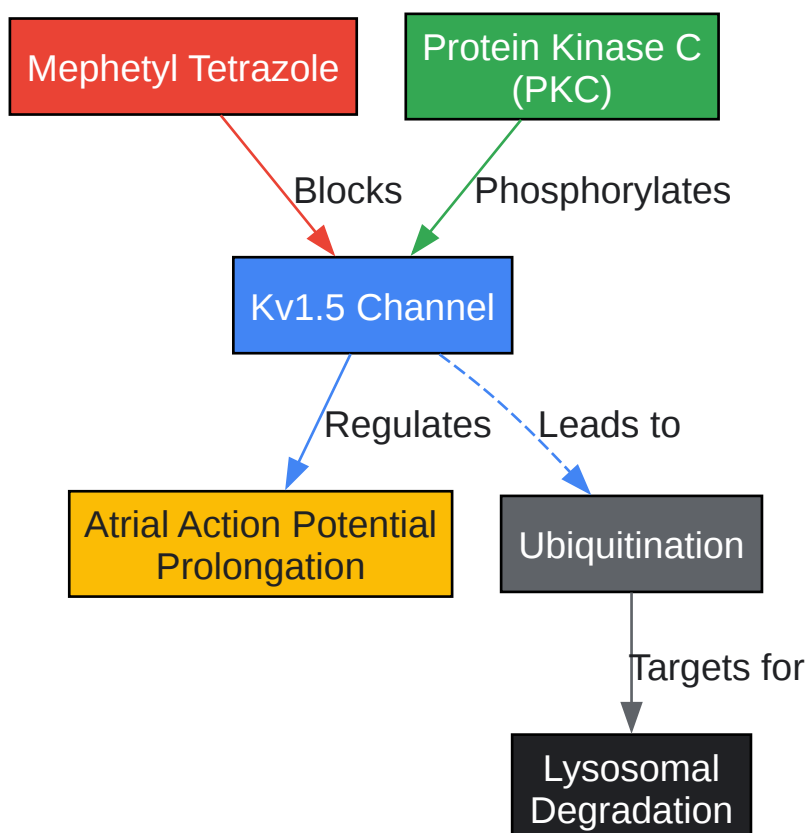 Mephetyl Tetrazole
Protein Kinase C
(PKC)
Blocks
Phosphorylates
Kv1.5 Channel
Regulates
Leads to
Atrial Action Potential
Prolongation
Ubiquitination
Targets for
Lysosomal
Degradation